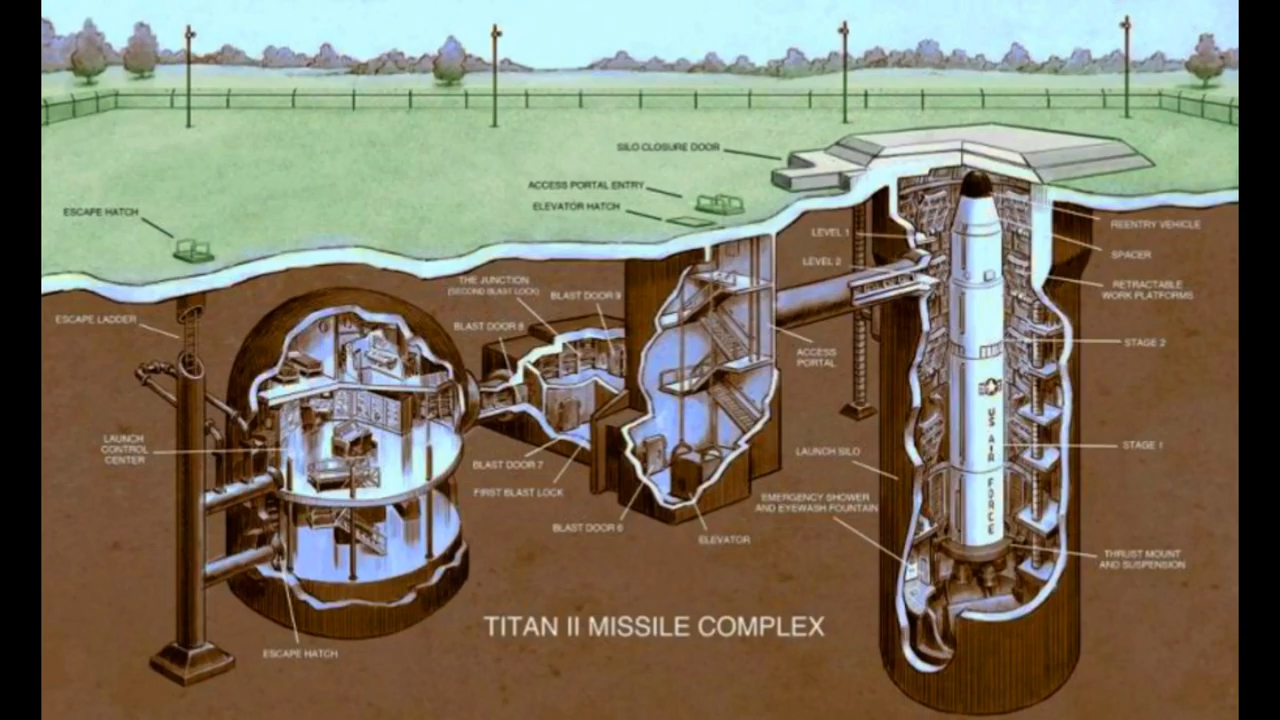 SILO CLOSURE DOOR
ACCESS PORTAL ENTRY
ELEVATOR HATCH
ESCAPE HATCH
LEVEL 1
LEVEL 2
REENTRY VEHICLE
SPACER
RETRACTABLE
WORK PLATFORMS
THE JUNCTION
(SECOND BLAST LOCK)
BLAST DOOR 9
BLAST DOOR 8
ESCAPE LADDER
ACCESS
PORTAL
STAGE 2
LAUNCH
CONTROL
CENTER
BLAST DOOR 7
FIRST BLAST LOCK
BLAST DOOR 6
ELEVATOR
LAUNCH SILO
EMERGENCY SHOWER
AND EYEWASH FOUNTAIN
US AIR FORCE
STAGE 1
THRUST MOUNT
AND SUSPENSION
ESCAPE HATCH
TITAN II MISSILE COMPLEX